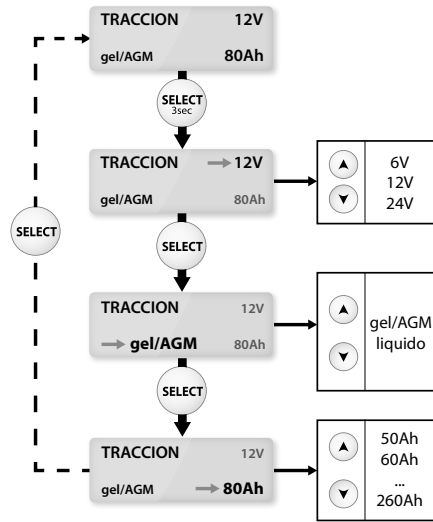 TRACCION 12V
gel/AGM 80Ah
SELECT
3sec
TRACCION 12V
gel/AGM 80Ah
6V
12V
24V
SELECT
SELECT
TRACCION 12V
gel/AGM 80Ah
gel/AGM
liquido
SELECT
TRACCION 12V
gel/AGM 80Ah
50Ah
60Ah
...
260Ah